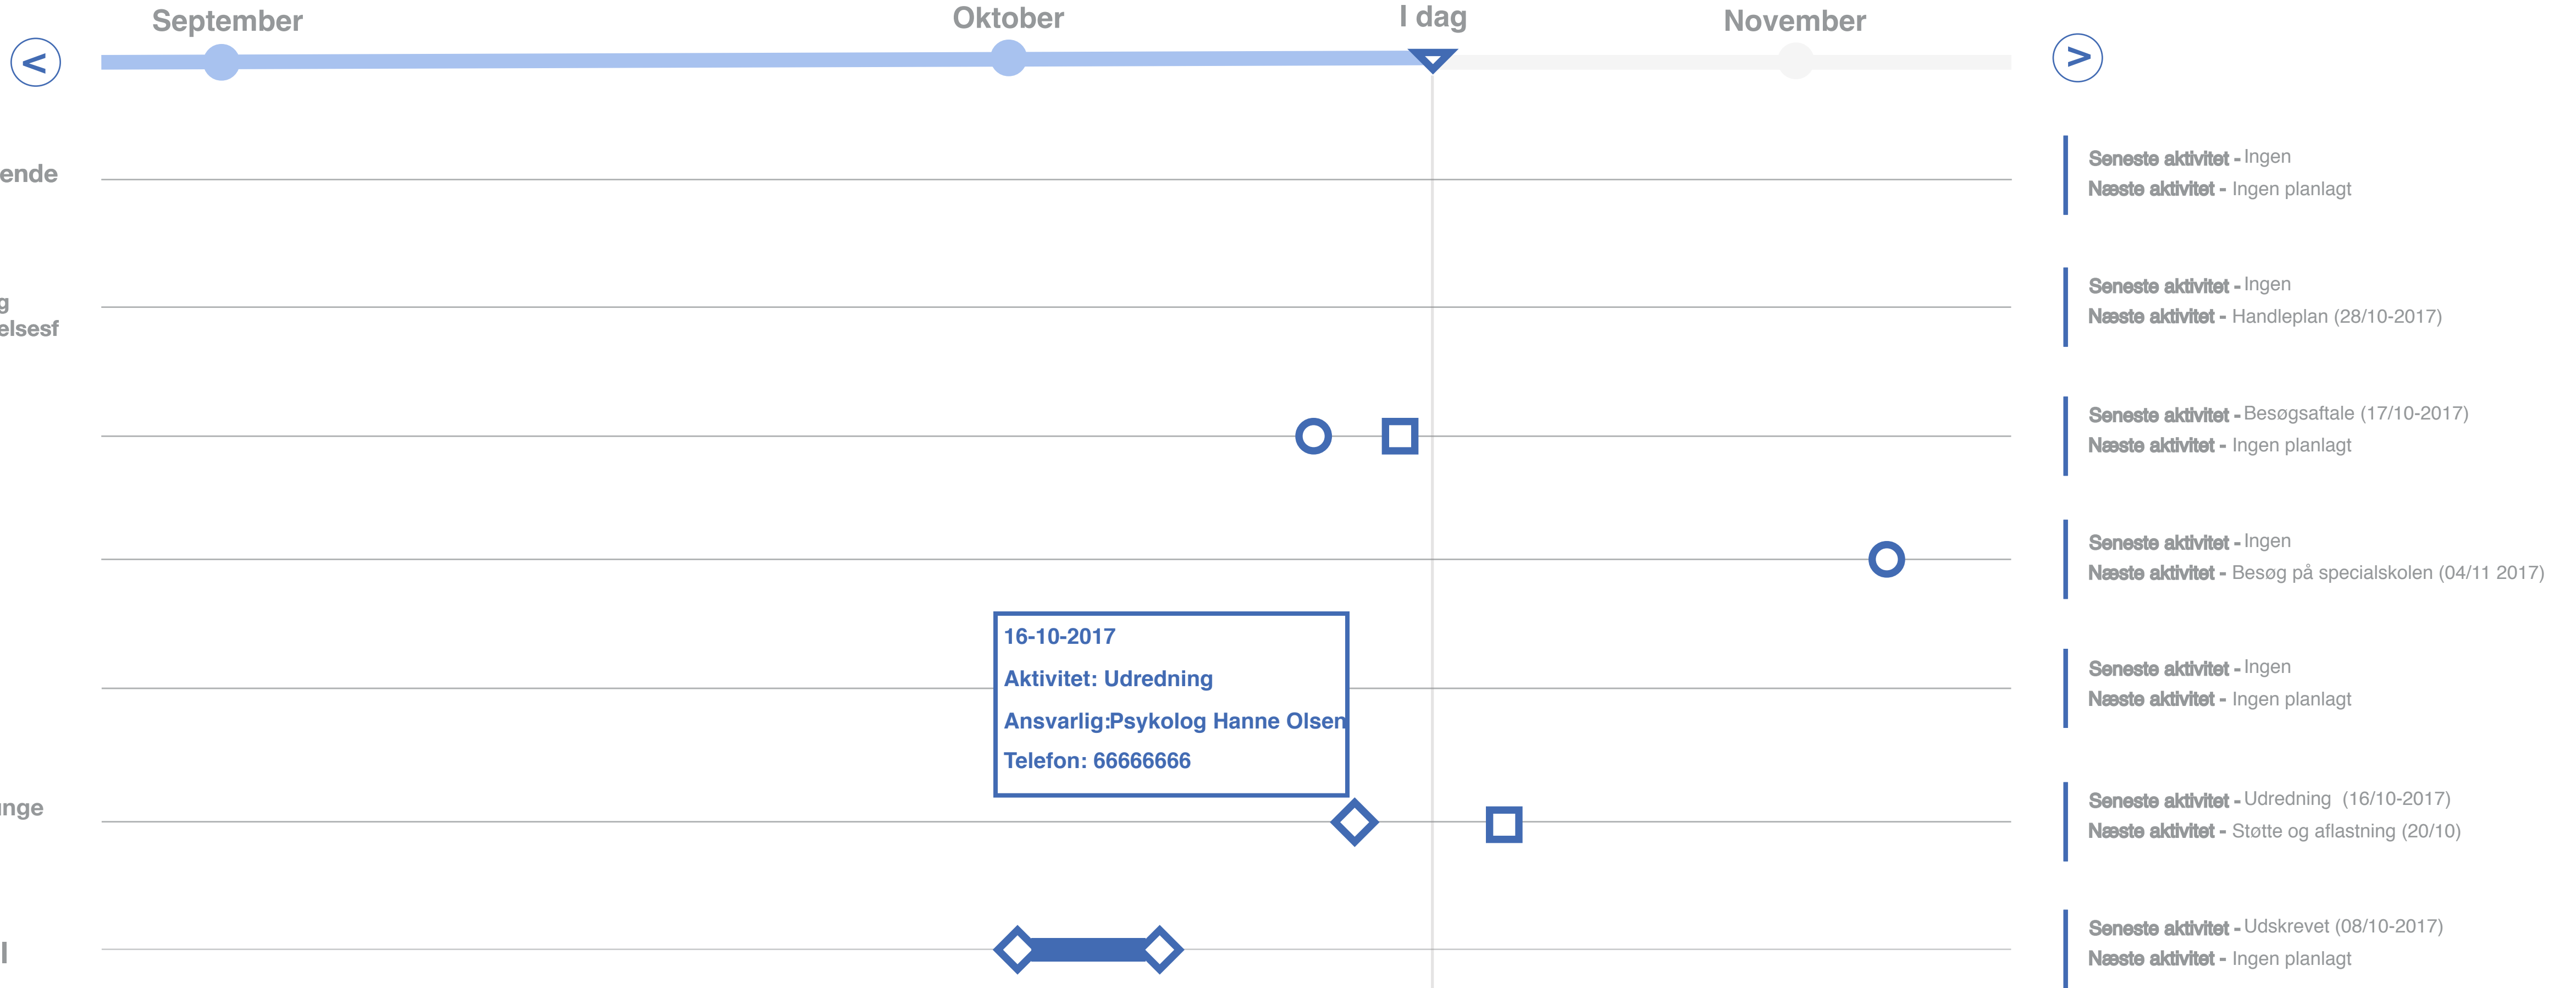 September
Oktober
I dag
November
<
>
ende
Seneste aktivitet - Ingen
Næste aktivitet - Ingen planlagt
g
elsesf
Seneste aktivitet - Ingen
Næste aktivitet - Handleplan (28/10-2017)
Seneste aktivitet - Besøgsaftale (17/10-2017)
Næste aktivitet - Ingen planlagt
Seneste aktivitet - Ingen
Næste aktivitet - Besøg på specialskolen (04/11 2017)
16-10-2017
Aktivitet: Udredning
Ansvarlig:Psykolog Hanne Olsen
Telefon: 66666666
Seneste aktivitet - Ingen
Næste aktivitet - Ingen planlagt
unge
Seneste aktivitet - Udredning (16/10-2017)
Næste aktivitet - Støtte og aflastning (20/10)
l
Seneste aktivitet - Udskrevet (08/10-2017)
Næste aktivitet - Ingen planlagt